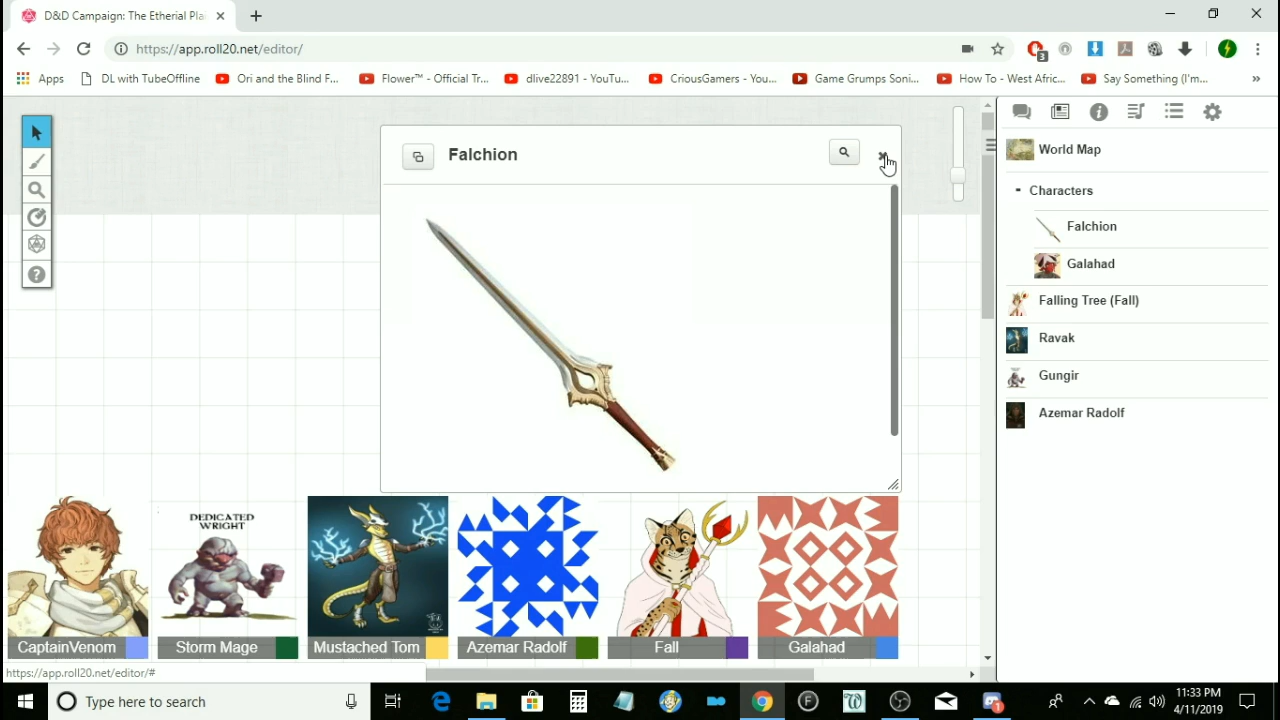 D&D Campaign: The Etherial Pla
https://app.roll20.net/editor/
3
Apps
DL with TubeOffline
Ori and the Blind F...
Flower™ - Official Tr...
dlive22891 - YouTu...
CriousGamers - You...
Game Grumps Soni...
How To - West Afric...
Say Something (I'm...
»
Falchion
World Map
Characters
Falchion
Galahad
Falling Tree (Fall)
Ravak
Gungir
Azemar Radolf
DEDICATED
WRIGHT
CaptainVenom
Storm Mage
Mustached Tom
Azemar Radolf
Fall
Galahad
https://app.roll20.net/editor/#
Type here to search
1
11:33 PM
4/11/2019